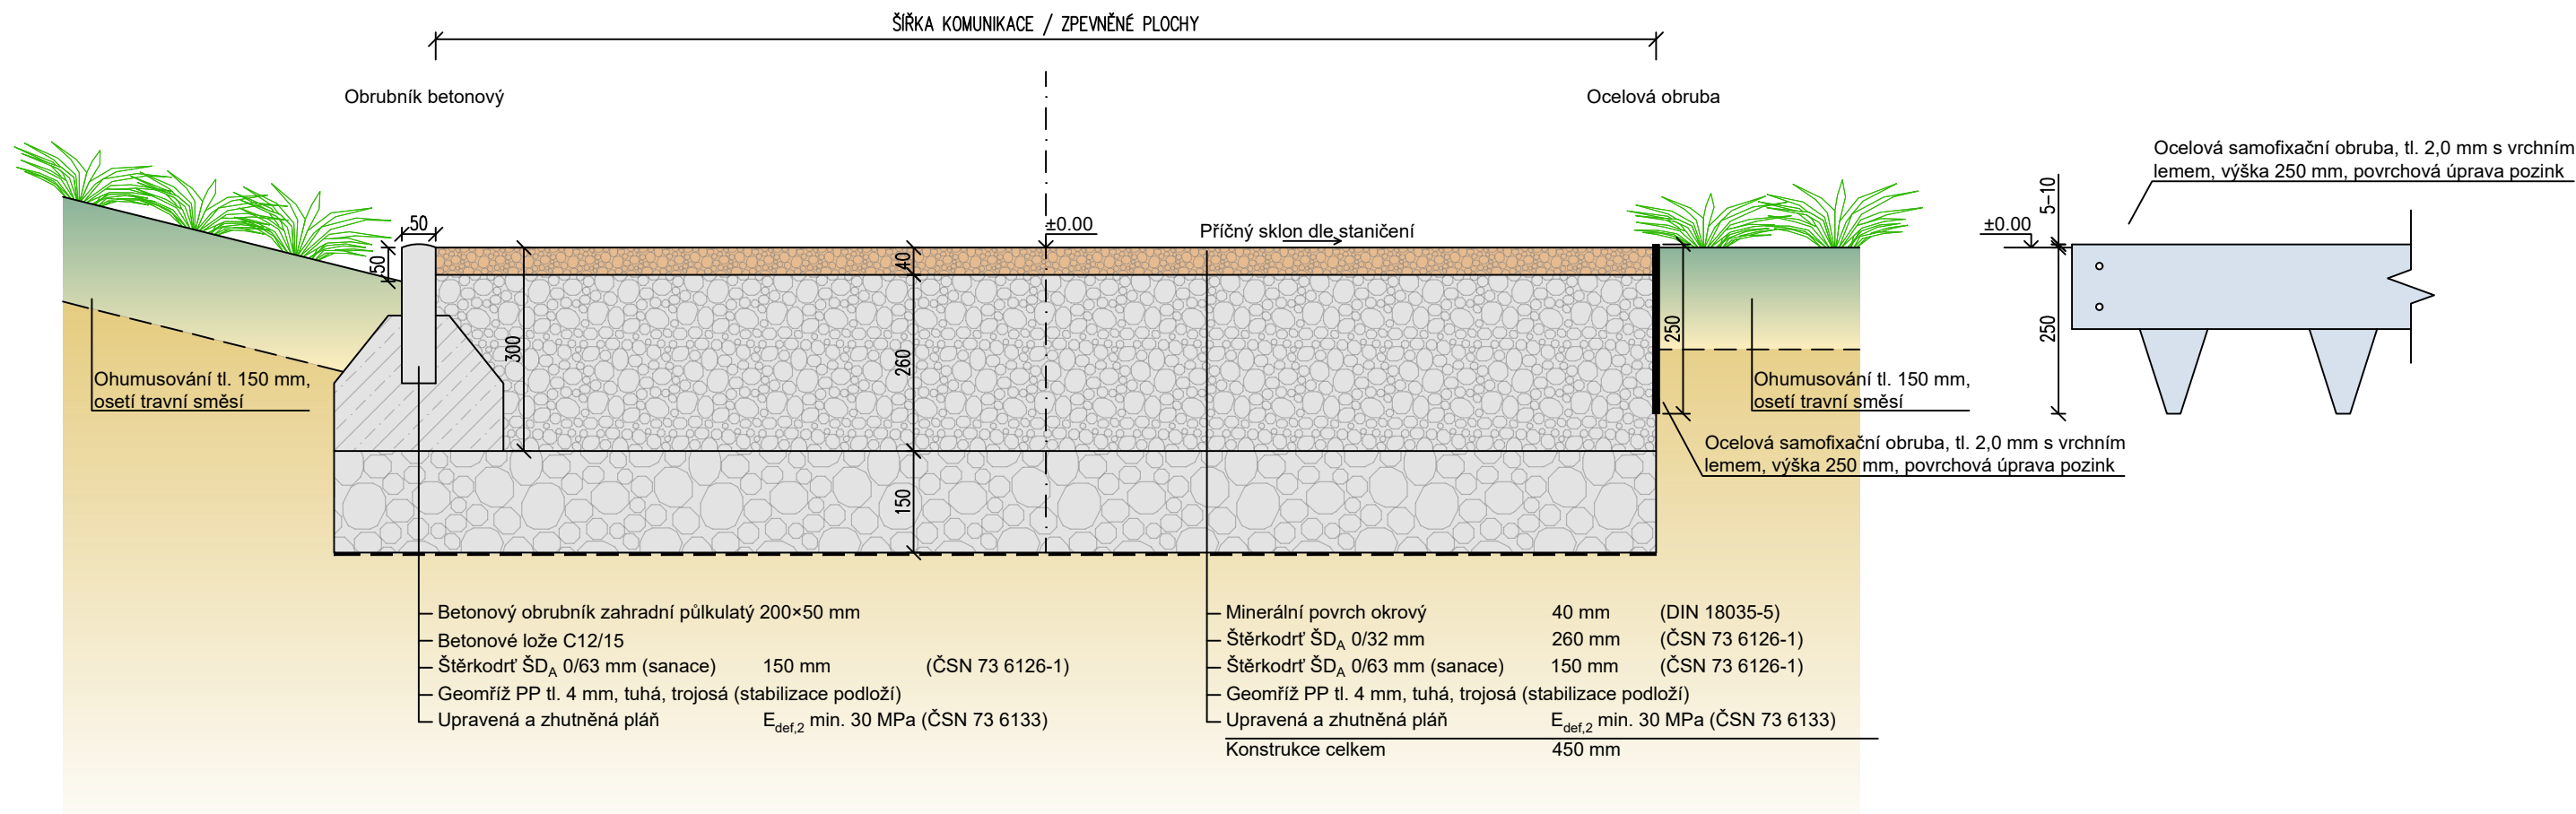 ŠÍŘKA KOMUNIKACE / ZPEVNĚNÉ PLOCHY
Obrubník betonový
Ocelová obruba
Ocelová samofixační obruba, tl. 2,0 mm s vrchním
lemem, výška 250 mm, povrchová úprava pozink
5–10
±0.00
250
50
50
±0.00
Příčný sklon dle staničení
40
300
260
150
250
Ohumusování tl. 150 mm,
osetí travní směsí
Ohumusování tl. 150 mm,
osetí travní směsí
Ocelová samofixační obruba, tl. 2,0 mm s vrchním
lemem, výška 250 mm, povrchová úprava pozink
Betonový obrubník zahradní půlkulatý 200×50 mm
Betonové lože C12/15
Štěrkodrť ŠDA 0/63 mm (sanace) 150 mm (ČSN 73 6126-1)
Geomříž PP tl. 4 mm, tuhá, trojosá (stabilizace podloží)
Upravená a zhutněná pláň Edef,2 min. 30 MPa (ČSN 73 6133)
Minerální povrch okrový 40 mm (DIN 18035-5)
Štěrkodrť ŠDA 0/32 mm 260 mm (ČSN 73 6126-1)
Štěrkodrť ŠDA 0/63 mm (sanace) 150 mm (ČSN 73 6126-1)
Geomříž PP tl. 4 mm, tuhá, trojosá (stabilizace podloží)
Upravená a zhutněná pláň Edef,2 min. 30 MPa (ČSN 73 6133)
Konstrukce celkem 450 mm